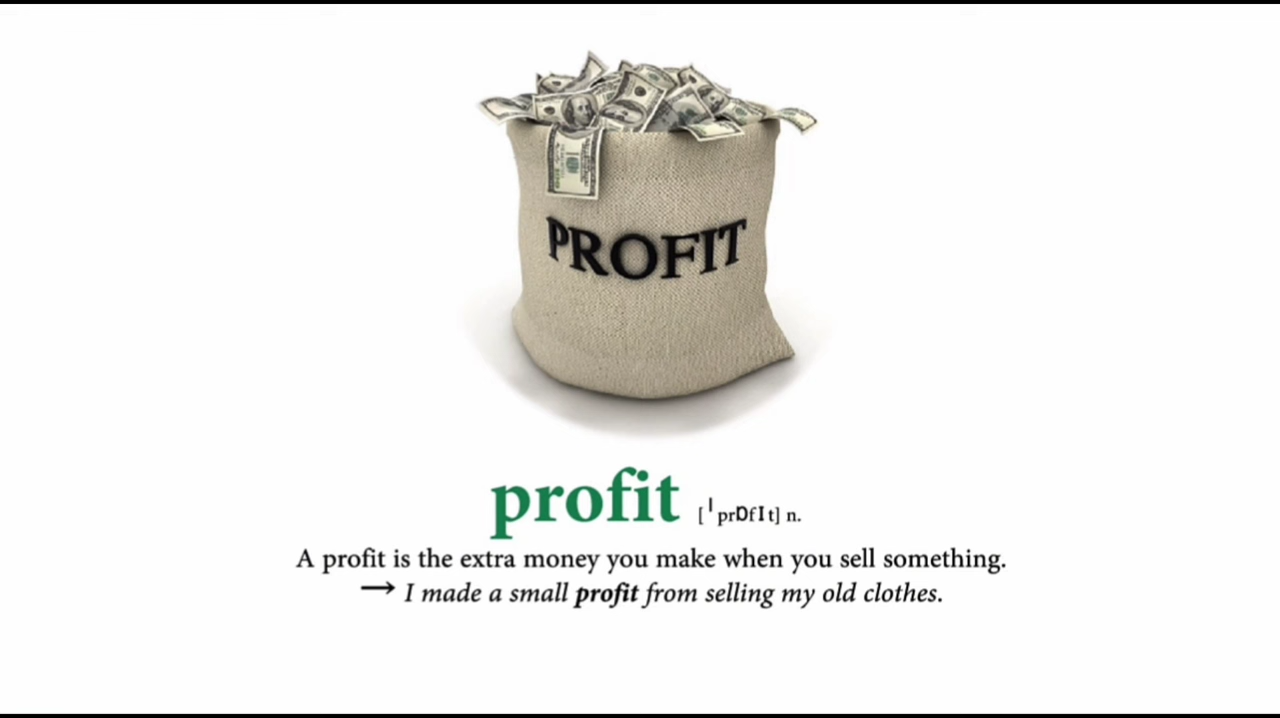 PROFIT
profit [ˈprɒfɪt] n.
A profit is the extra money you make when you sell something.
→ I made a small profit from selling my old clothes.